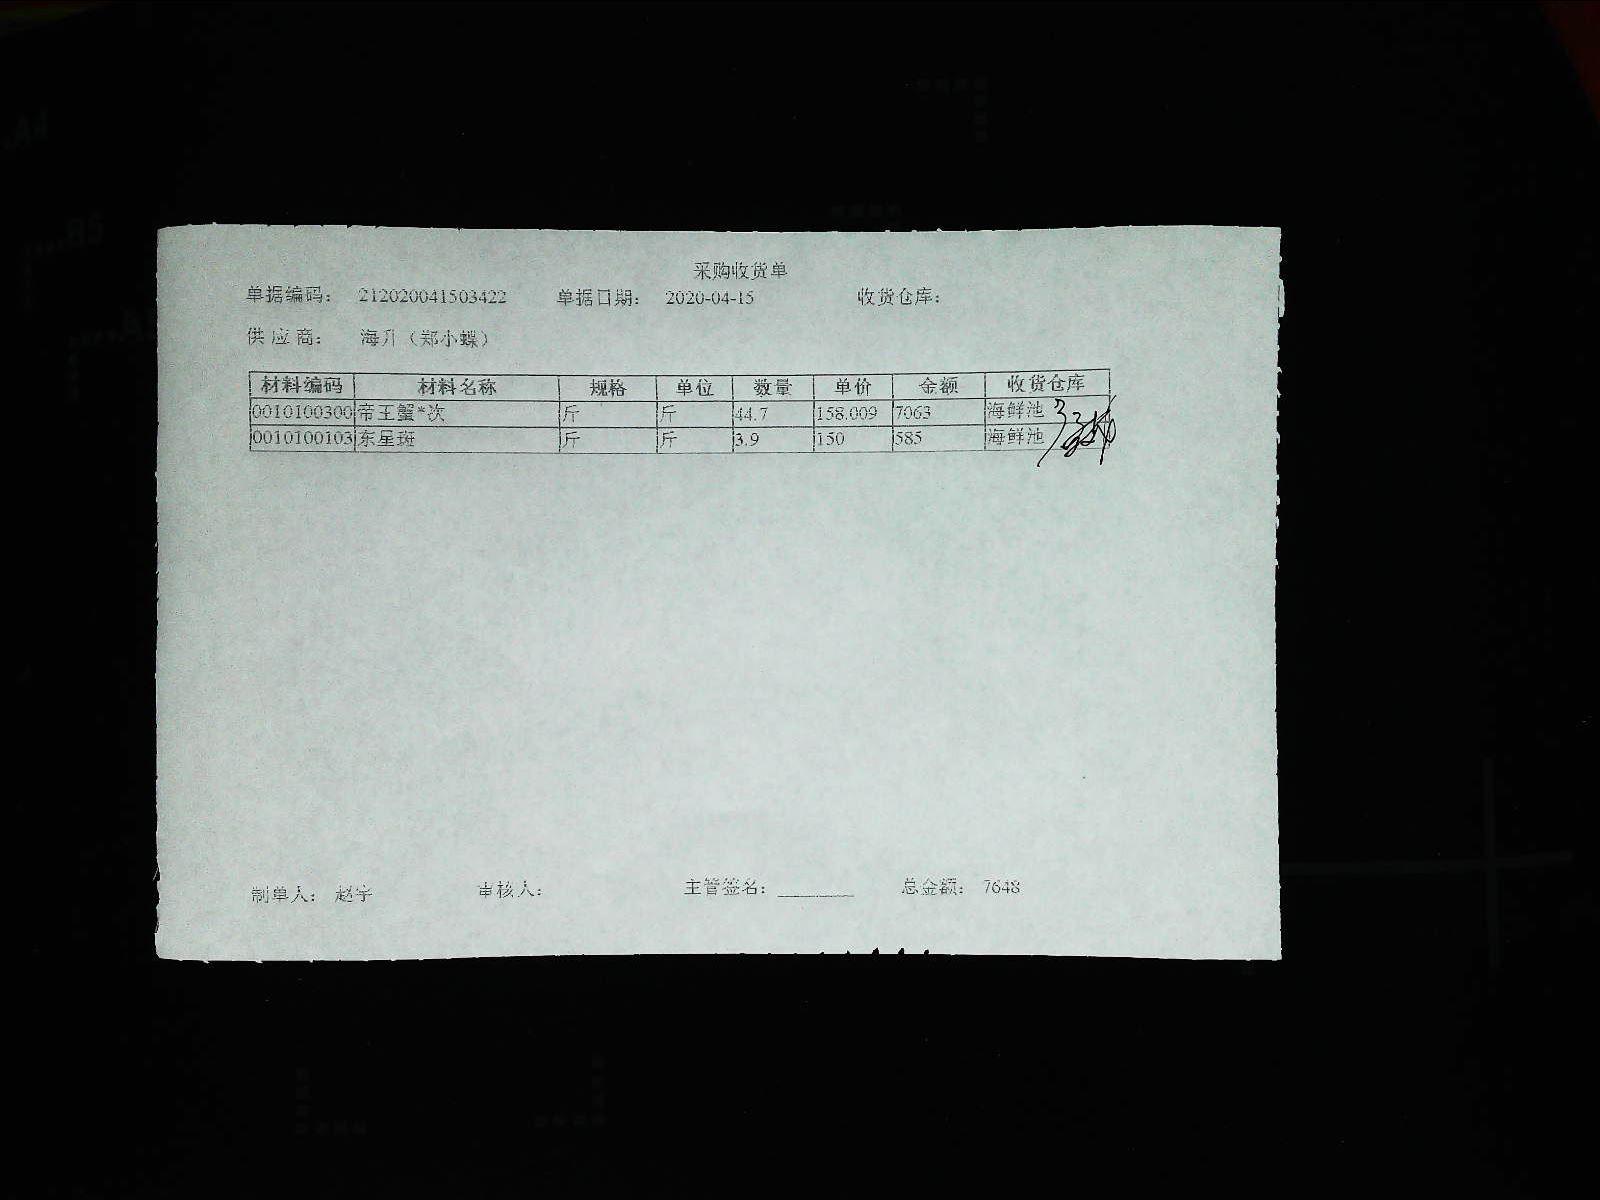 采购收货单
单据编码： 212020041503422 单据日期： 2020-04-15 收货仓库：
供 应 商： 海升（郑小蝶）
材料编码 材料名称 规格 单位 数量 单价 金额 收货仓库
0010100300 帝王蟹*次 斤 斤 44.7 158.009 7063 海鲜池
0010100103 东星斑 斤 斤 3.9 150 585 海鲜池
制单人： 赵宇 审核人： 主管签名： ________ 总金额： 7648